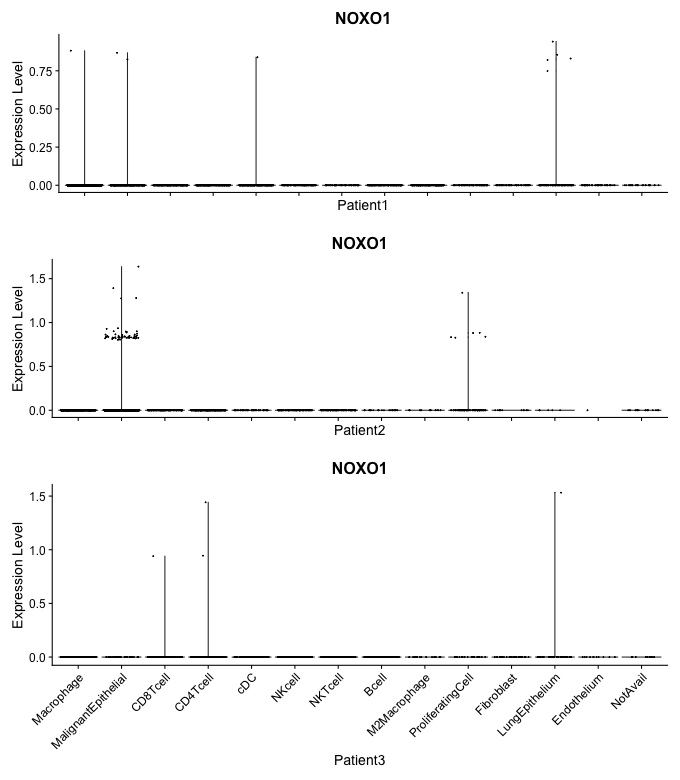 NOXO1
Expression Level
0.75
0.50
0.25
0.00
Patient1
NOXO1
Expression Level
1.5
1.0
0.5
0.0
Patient2
NOXO1
Expression Level
1.5
1.0
0.5
0.0
Macrophage
MalignantEpithelial
CD8Tcell
CD4Tcell
cDC
NKcell
NKTcell
Bcell
M2Macrophage
ProliferatingCell
Fibroblast
LungEpithelium
Endothelium
NotAvail
Patient3